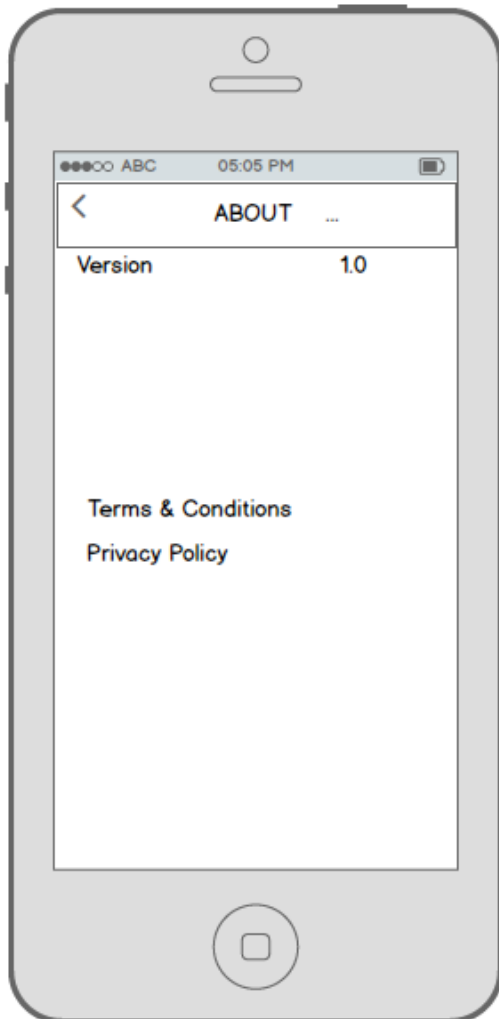 ABC 05:05 PM
ABOUT ...
Version 1.0
Terms & Conditions
Privacy Policy